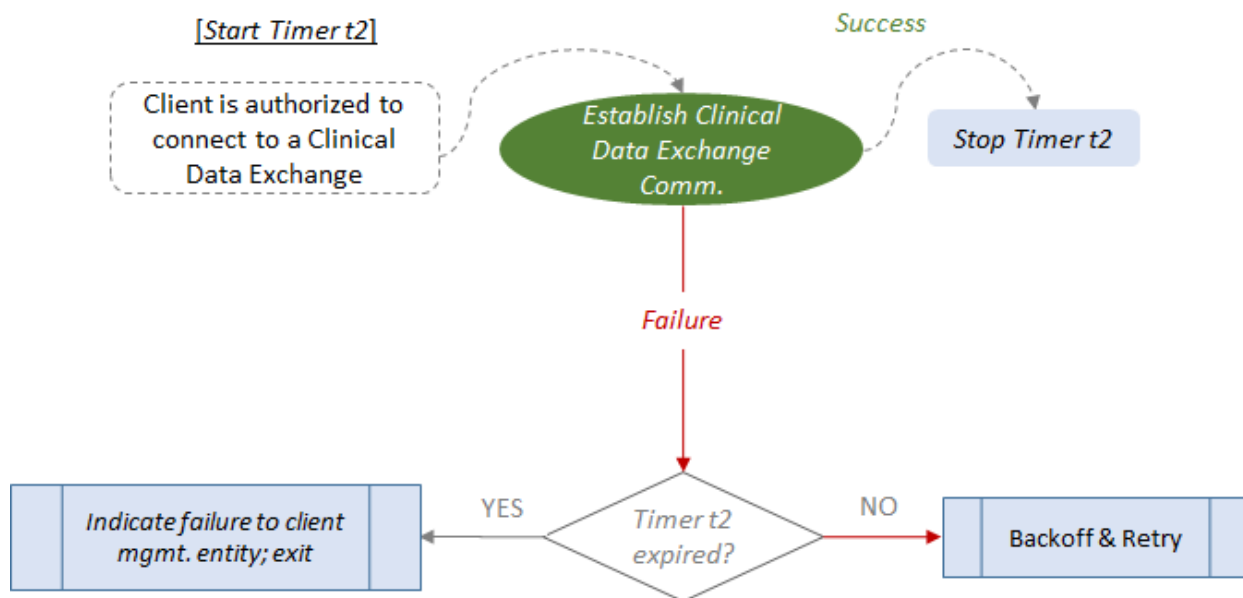 [Start Timer t2]
Success
Client is authorized to
connect to a Clinical
Data Exchange
Establish Clinical
Data Exchange
Comm.
Stop Timer t2
Failure
YES
NO
Indicate failure to client
mgmt. entity; exit
Timer t2
expired?
Backoff & Retry